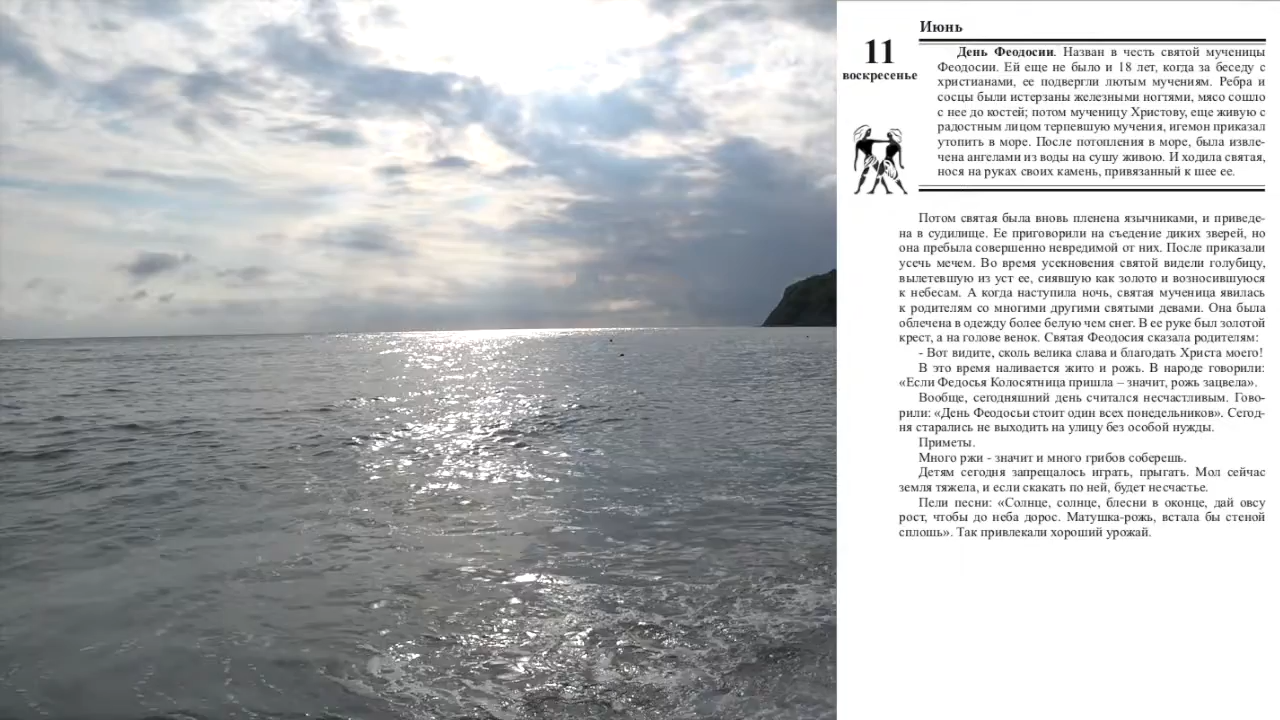 Июнь
11
воскресенье
День Феодосии. Назван в честь святой мученицы
Феодосии. Ей еще не было и 18 лет, когда за беседу с
христианами, ее подвергли лютым мучениям. Ребра и
сосцы были истерзаны железными ногтями, мясо сошло
с нее до костей; потом мученицу Христову, еще живую с
радостным лицом терпевшую мучения, игемон приказал
утопить в море. После потопления в море, была извле-
чена ангелами из воды на сушу живою. И ходила святая,
нося на руках своих камень, привязанный к шее ее.
Потом святая была вновь пленена язычниками, и приведе-
на в судилище. Ее приговорили на съедение диких зверей, но
она пребыла совершенно невредимой от них. После приказали
усечь мечем. Во время усекновения святой видели голубицу,
вылетевшую из уст ее, сиявшую как золото и возносившуюся
к небесам. А когда наступила ночь, святая мученица явилась
к родителям со многими другими святыми девами. Она была
облечена в одежду более белую чем снег. В ее руке был золотой
крест, а на голове венок. Святая Феодосия сказала родителям:
- Вот видите, сколь велика слава и благодать Христа моего!
В это время наливается жито и рожь. В народе говорили:
«Если Федосья Колосятница пришла – значит, рожь зацвела».
Вообще, сегодняшний день считался несчастливым. Гово-
рили: «День Феодосьи стоит один всех понедельников». Сегод-
ня старались не выходить на улицу без особой нужды.
Приметы.
Много ржи - значит и много грибов соберешь.
Детям сегодня запрещалось играть, прыгать. Мол сейчас
земля тяжела, и если скакать по ней, будет несчастье.
Пели песни: «Солнце, солнце, блесни в оконце, дай овсу
рост, чтобы до неба дорос. Матушка-рожь, встала бы стеной
сплошь». Так привлекали хороший урожай.